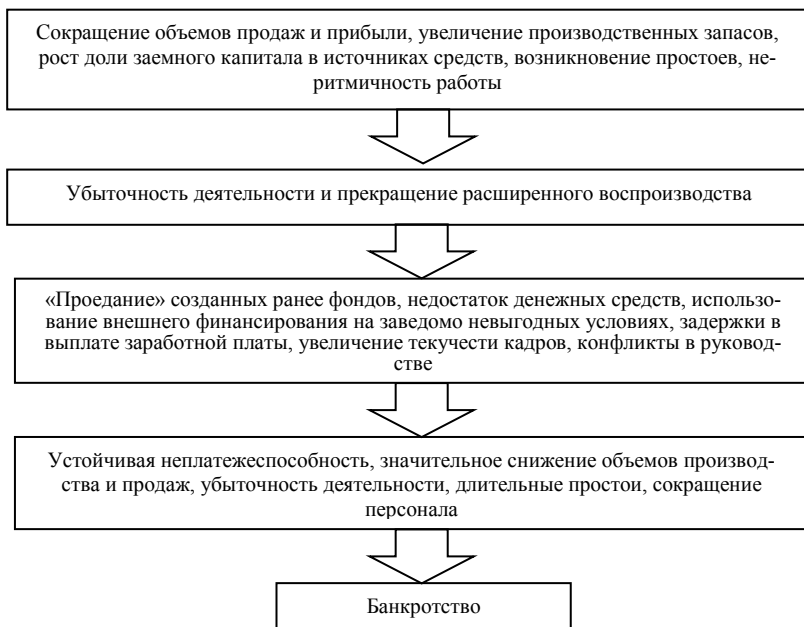 Сокращение объемов продаж и прибыли, увеличение производственных запасов,
рост доли заемного капитала в источниках средств, возникновение простоев, не-
ритмичность работы
Убыточность деятельности и прекращение расширенного воспроизводства
«Проедание» созданных ранее фондов, недостаток денежных средств, использо-
вание внешнего финансирования на заведомо невыгодных условиях, задержки в
выплате заработной платы, увеличение текучести кадров, конфликты в руковод-
стве
Устойчивая неплатежеспособность, значительное снижение объемов производ-
ства и продаж, убыточность деятельности, длительные простои, сокращение
персонала
Банкротство